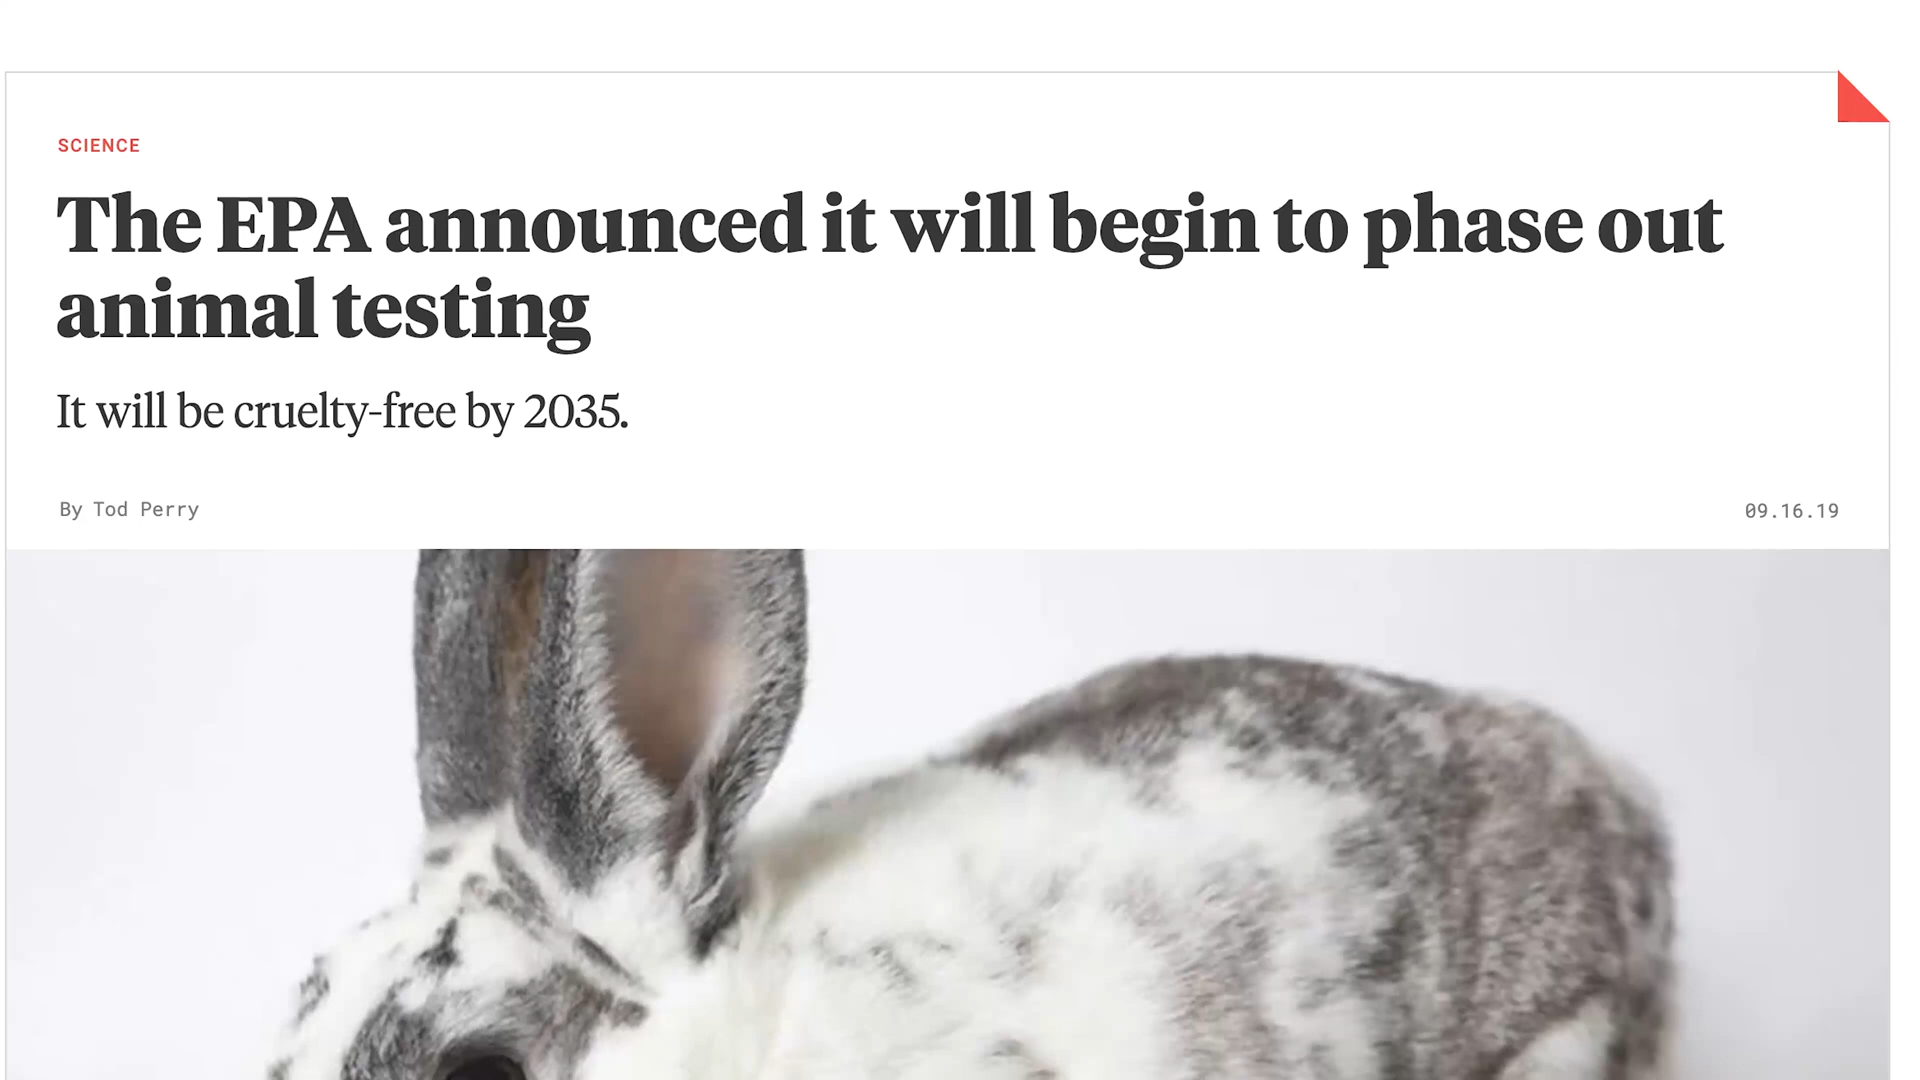 SCIENCE
The EPA announced it will begin to phase out
animal testing
It will be cruelty-free by 2035.
By Tod Perry
09.16.19